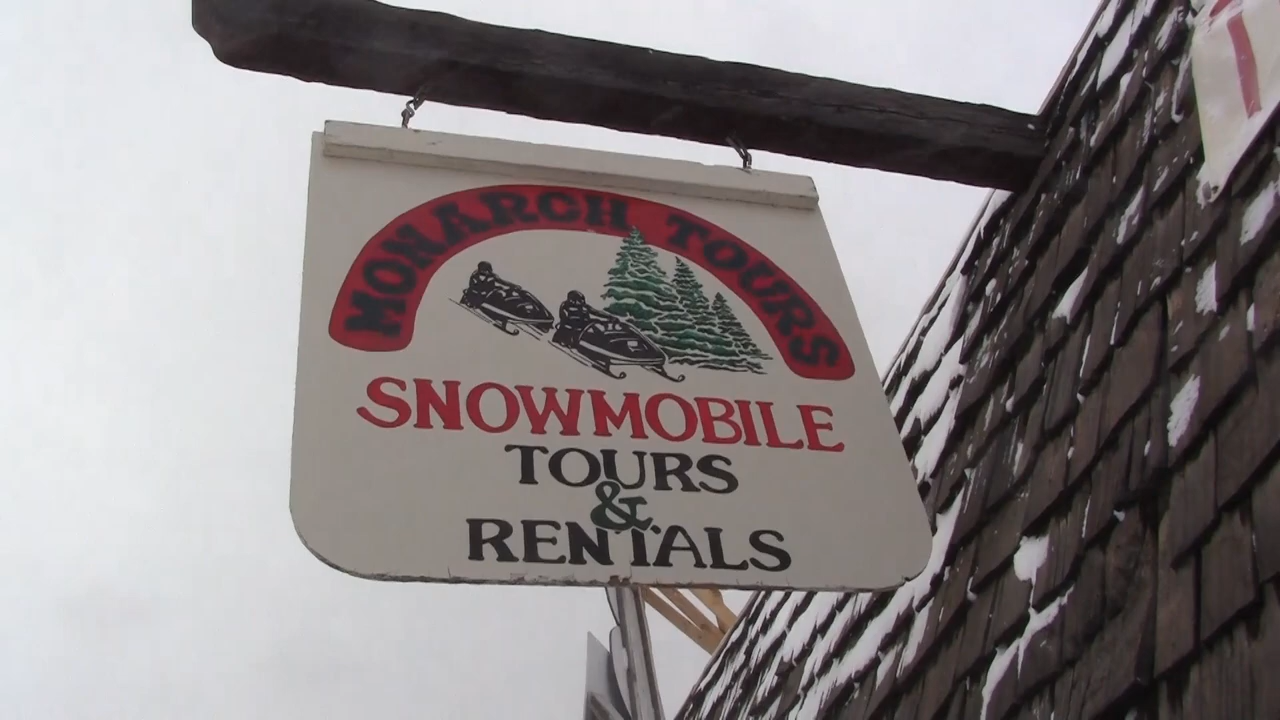 MONARCH TOURS
SNOWMOBILE
TOURS
&
RENTALS